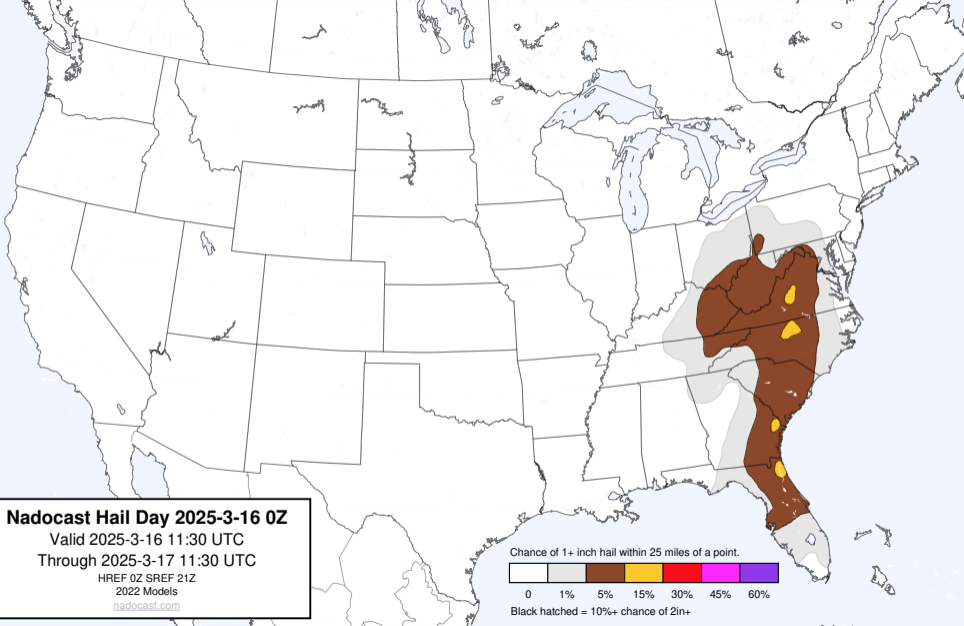 Nadocast Hail Day 2025-3-16 0Z
Valid 2025-3-16 11:30 UTC
Through 2025-3-17 11:30 UTC
HREF 0Z SREF 21Z
2022 Models
nadocast.com
Chance of 1+ inch hail within 25 miles of a point.
0 1% 5% 15% 30% 45% 60%
Black hatched = 10%+ chance of 2in+